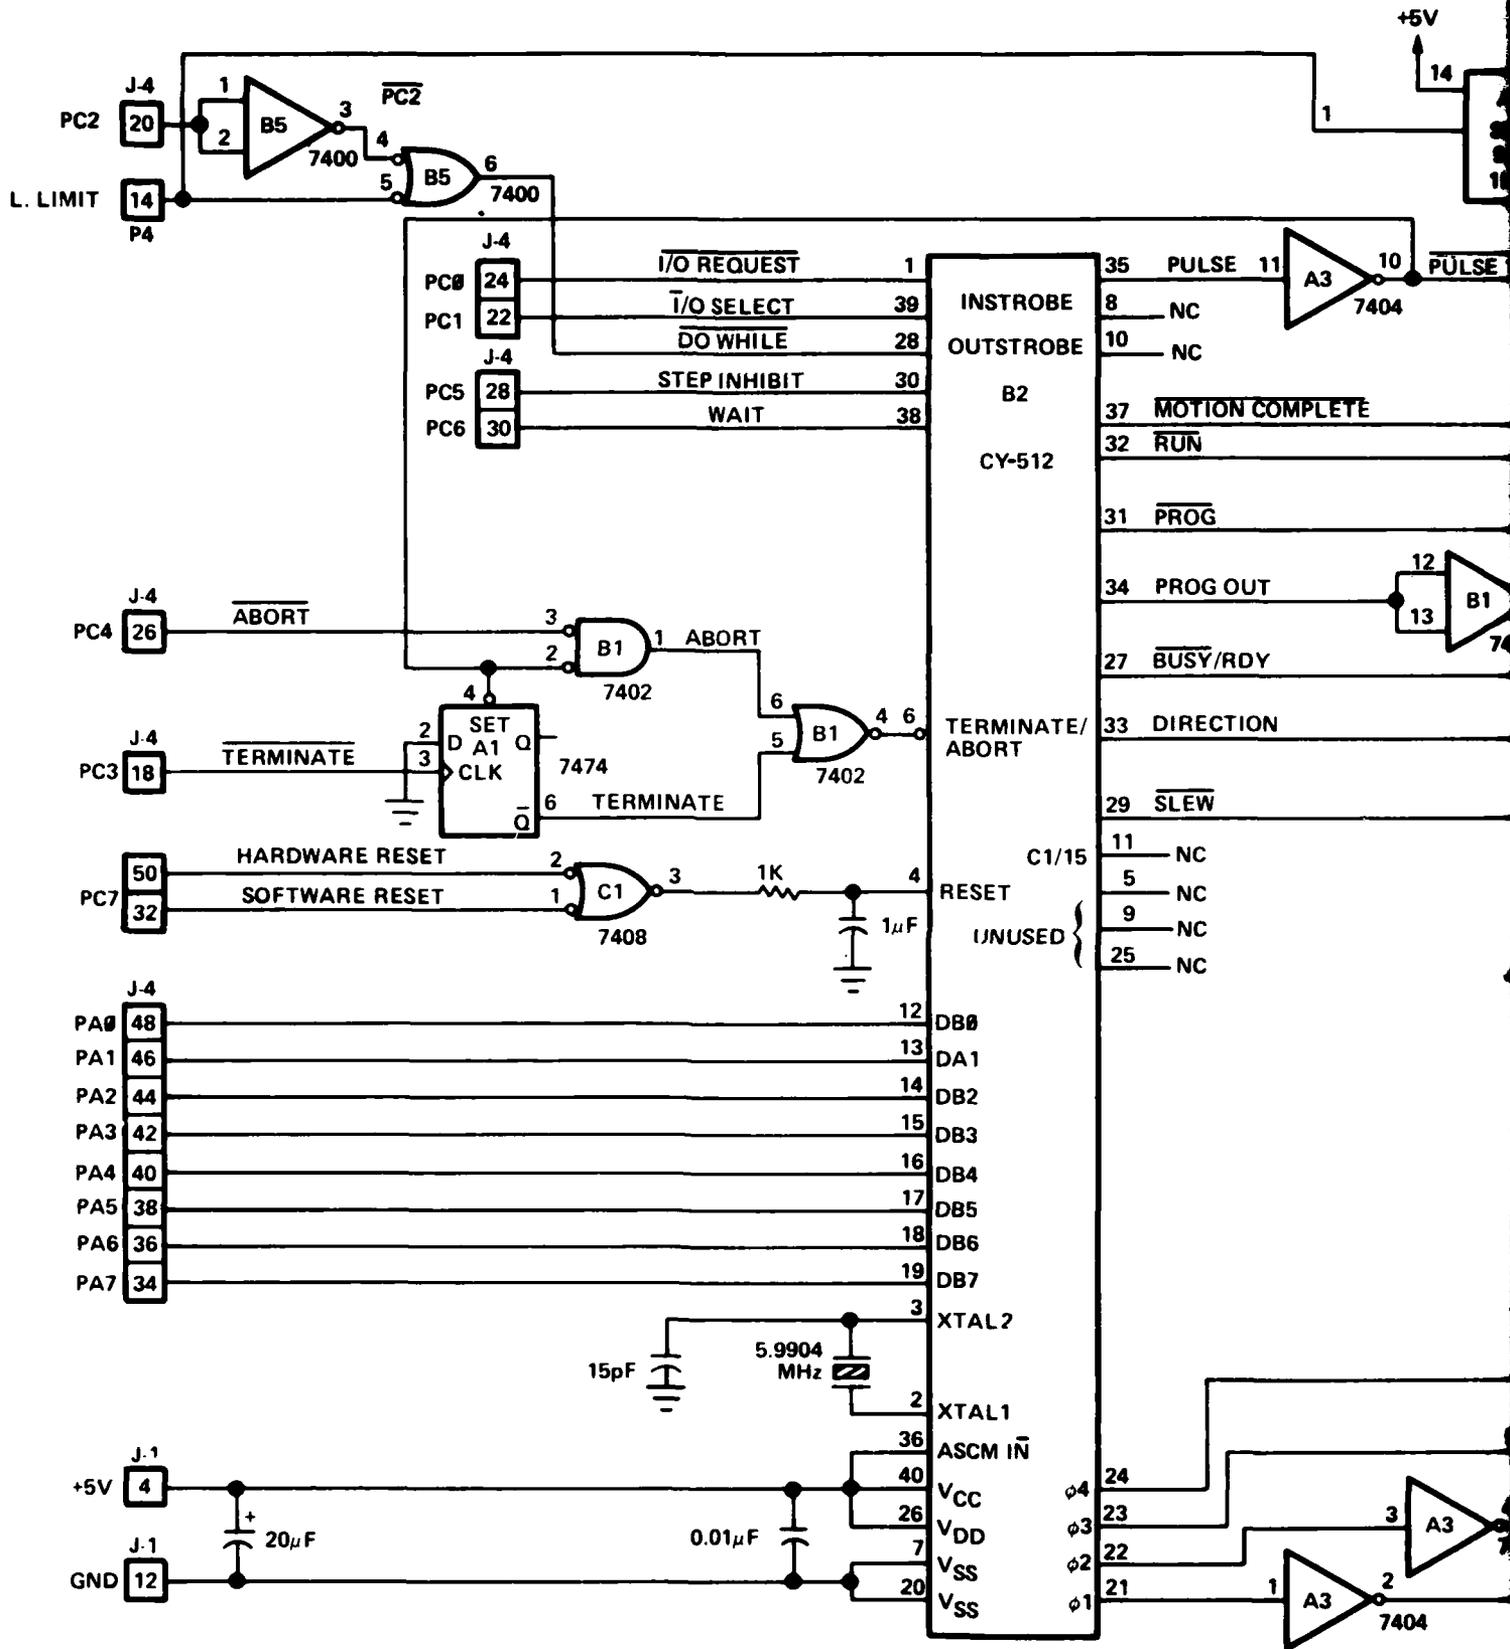 +5V
14
1
J-4
PC2 20
1
2
B5
3
PC2
7400
4
5
B5
6
7400
L. LIMIT 14
P4
J-4
PC0 24 I/O REQUEST 1
PC1 22 I/O SELECT 39
DO WHILE 28
J-4
PC5 28 STEP INHIBIT 30
PC6 30 WAIT 38
INSTROBE
OUTSTROBE
B2
CY-512
35 PULSE 11 A3 10 PULSE
7404
8 NC
10 NC
37 MOTION COMPLETE
32 RUN
31 PROG
34 PROG OUT
12
13
B1
27 BUSY/RDY
33 DIRECTION
29 SLEW
J-4
PC4 26 ABORT 3
2
B1
1 ABORT
7402
4
SET
2 D A1 Q
3 CLK
7474
Q
6 TERMINATE
J-4
PC3 18 TERMINATE
6
5
B1
4 6
7402
TERMINATE/
ABORT
C1/15
11 NC
5 NC
UNUSED
9 NC
25 NC
50 HARDWARE RESET 2
PC7
32 SOFTWARE RESET 1
C1
3
7408
1K
4 RESET
1μF
J-4
PA0 48 12 DB0
PA1 46 13 DA1
PA2 44 14 DB2
PA3 42 15 DB3
PA4 40 16 DB4
PA5 38 17 DB5
PA6 36 18 DB6
PA7 34 19 DB7
3 XTAL2
15pF
5.9904
MHz
2 XTAL1
36 ASCM IN
J-1
+5V 4
40 VCC
26 VDD
+
20μF
0.01μF
J-1
GND 12
7 VSS
20 VSS
φ4 24
φ3 23
φ2 22
φ1 21
3 A3
1 A3 2
7404